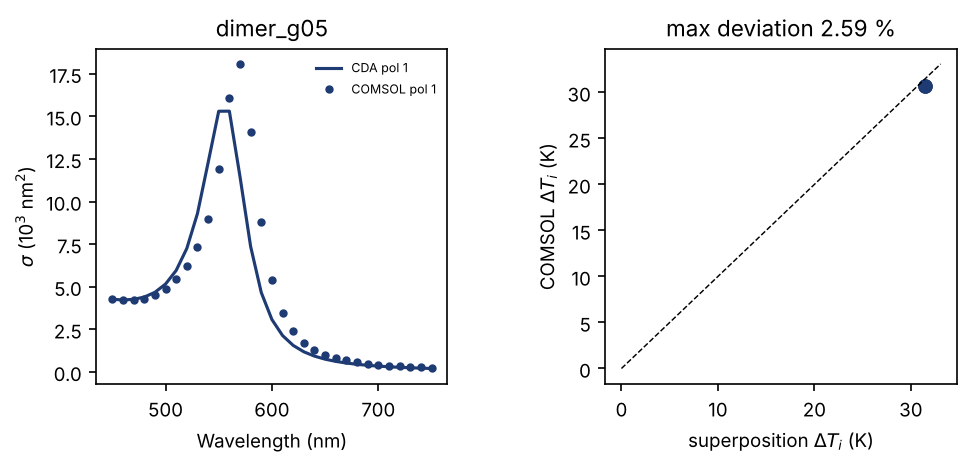 dimer_g05
17.5
15.0
12.5
10.0
7.5
5.0
2.5
0.0
σ (10³ nm²)
CDA pol 1
COMSOL pol 1
500
600
700
Wavelength (nm)
max deviation 2.59 %
30
25
20
15
10
5
0
COMSOL ΔTᵢ (K)
0
10
20
30
superposition ΔTᵢ (K)